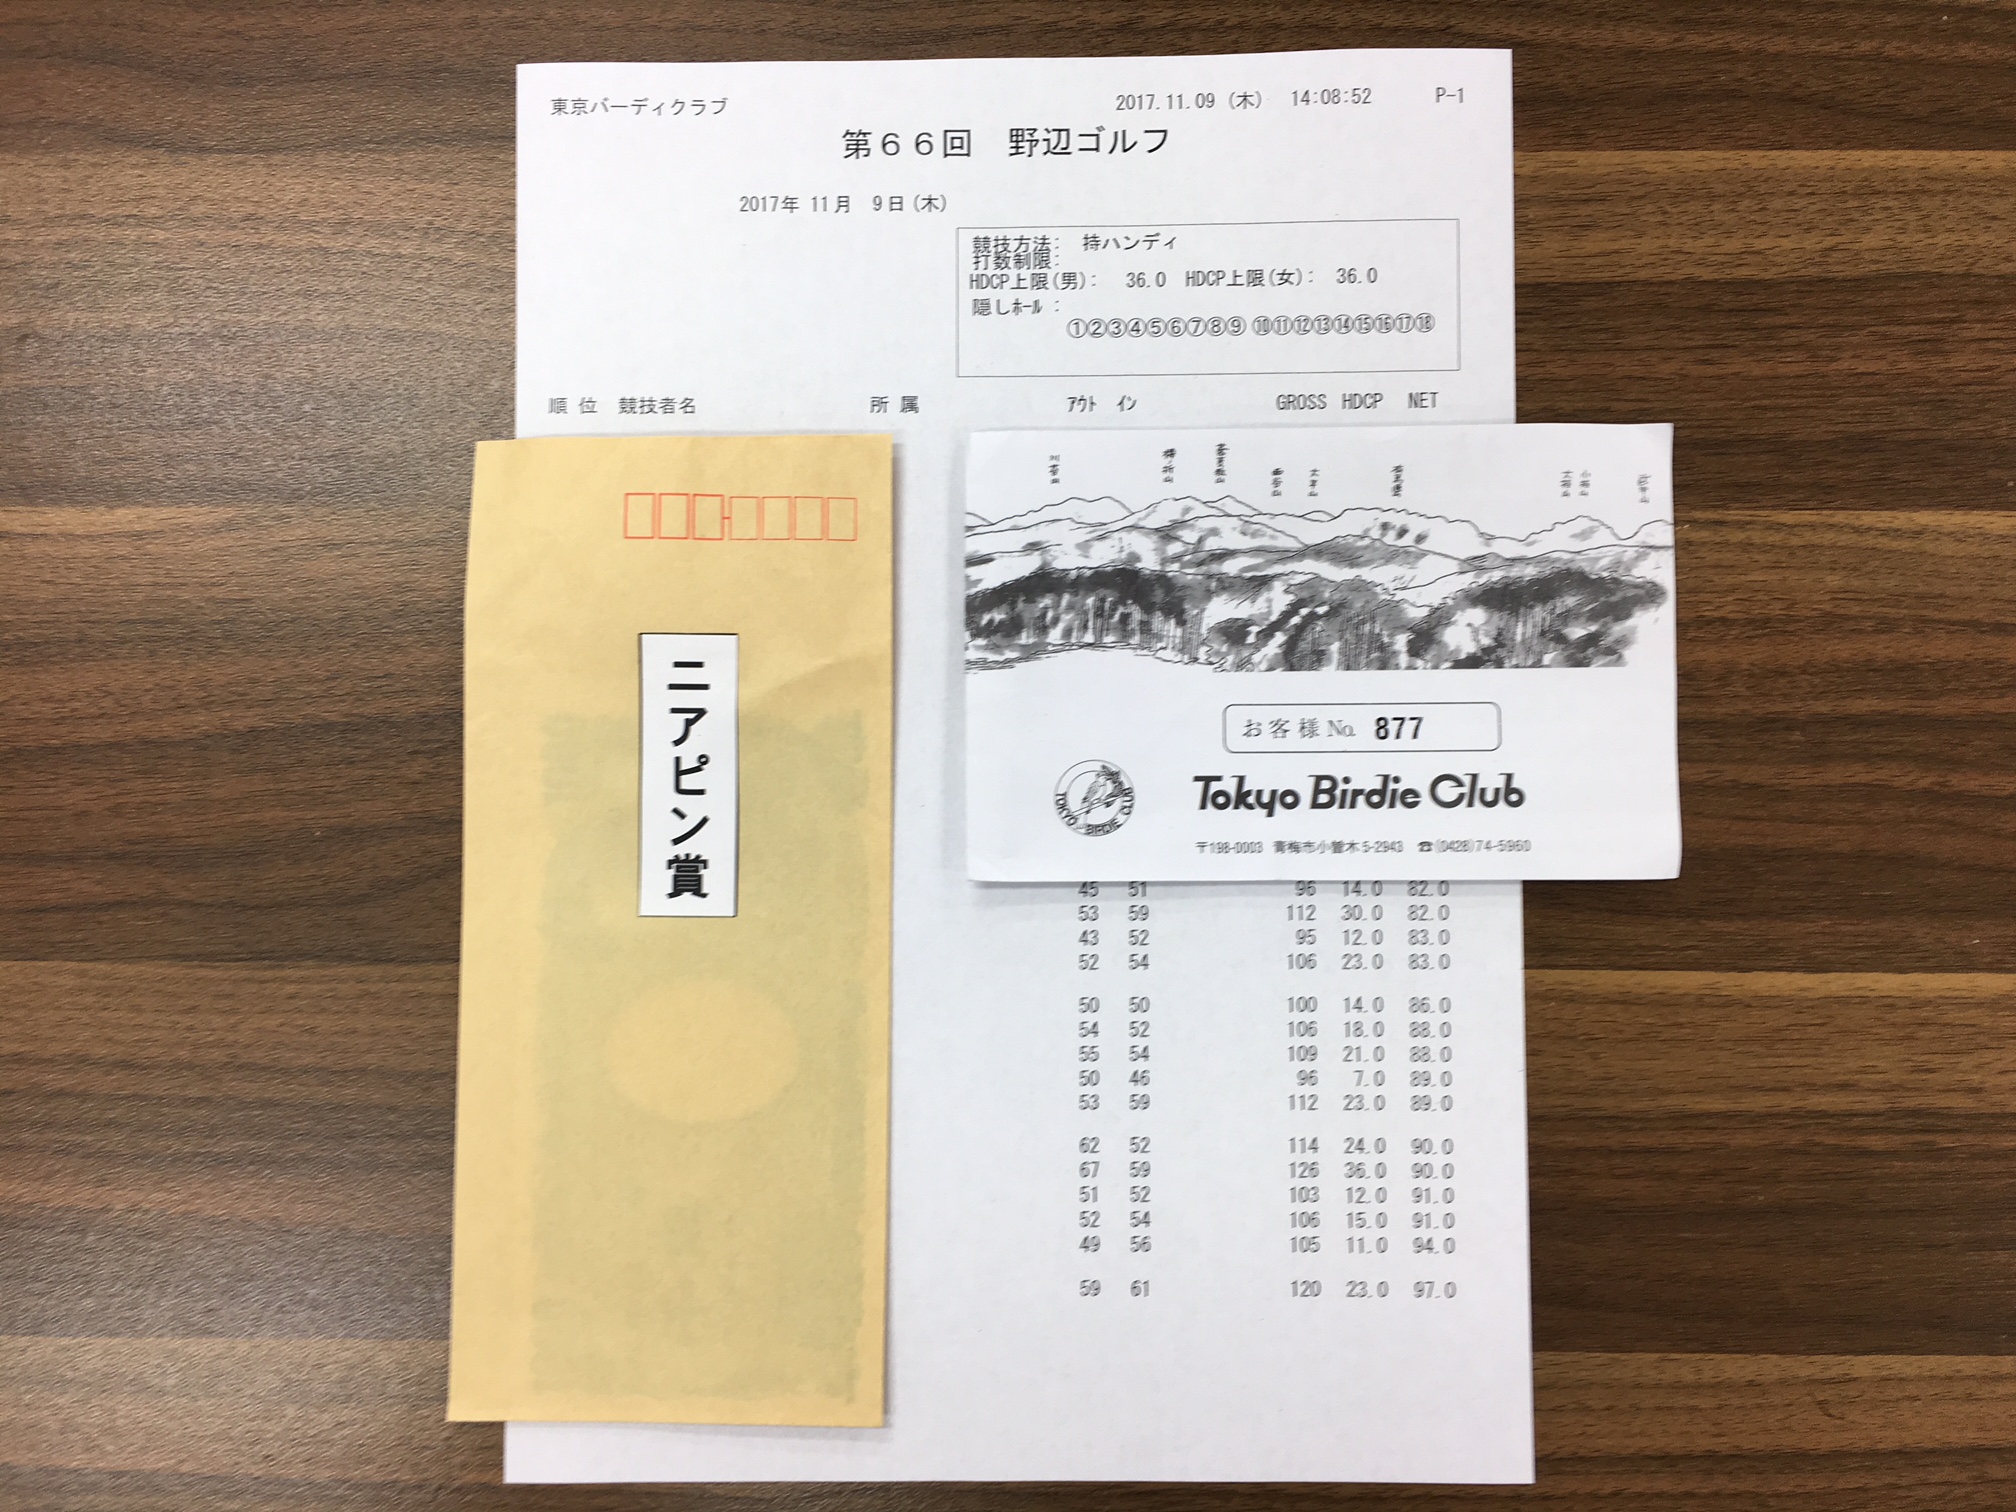 東京バーディクラブ
2017.11.09 (木) 14:08:52 P-1
第66回 野辺ゴルフ
2017年 11月 9日(木)
競技方法: 持ハンディ
打数制限:
HDCP上限(男): 36.0 HDCP上限(女): 36.0
隠しホール:
①②③④⑤⑥⑦⑧⑨ ⑩⑪⑫⑬⑭⑮⑯⑰⑱
順位 競技者名 所属 アウト イン GROSS HDCP NET
ニアピン賞
お客様No. 877
Tokyo Birdie Club
TOKYO BIRDIE CLUB
〒198-0003 青梅市小曽木5-2943 ☎(0428)74-5960
45 51 96 14.0 82.0
53 59 112 30.0 82.0
43 52 95 12.0 83.0
52 54 106 23.0 83.0
50 50 100 14.0 86.0
54 52 106 18.0 88.0
55 54 109 21.0 88.0
50 46 96 7.0 89.0
53 59 112 23.0 89.0
62 52 114 24.0 90.0
67 59 126 36.0 90.0
51 52 103 12.0 91.0
52 54 106 15.0 91.0
49 56 105 11.0 94.0
59 61 120 23.0 97.0